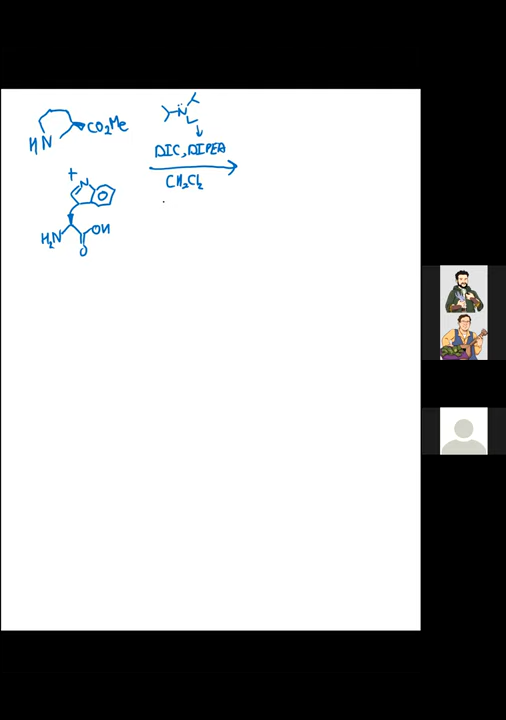 CO2Me
HN
N
DIC, DIPEA
CH2Cl2
+
N
H2N
OH
O